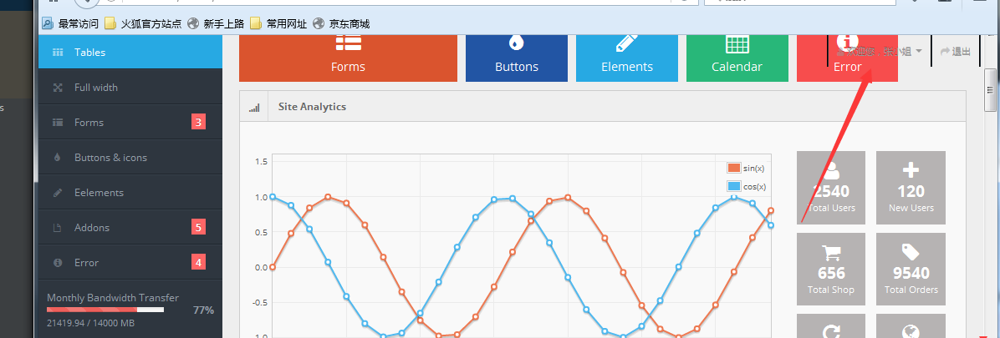 最常访问 火狐官方站点 新手上路 常用网址 京东商城
Tables
Full width
Forms 3
Buttons & icons
Eelements
Addons 5
Error 4
Monthly Bandwidth Transfer
77%
21419.94 / 14000 MB
s
Forms
Buttons
Elements
Calendar
Error
张小姐
退出
Site Analytics
1.5
1.0
0.5
0.0
-0.5
1.0
sin(x)
cos(x)
2540
Total Users
120
New Users
656
Total Shop
9540
Total Orders